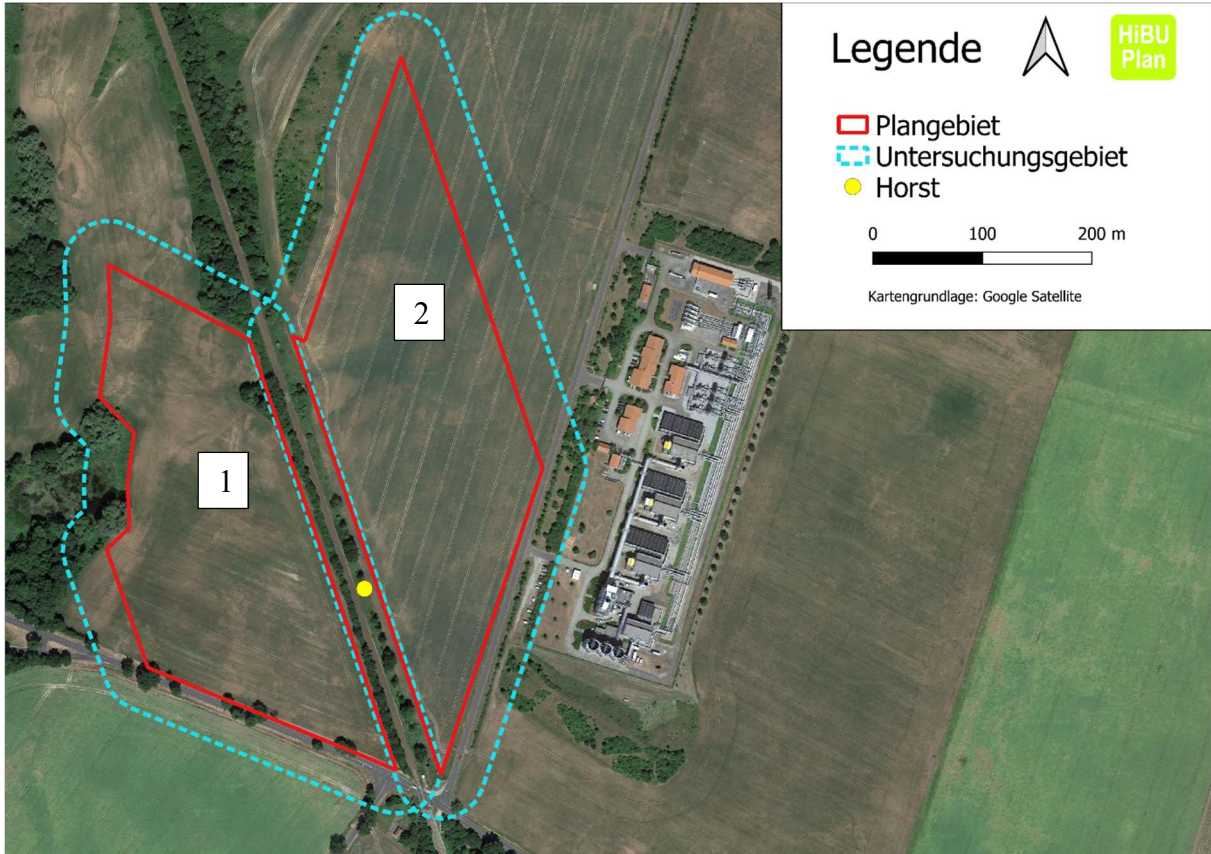 Legende
HiBU
Plan
Plangebiet
Untersuchungsgebiet
Horst
0 100 200 m
Kartengrundlage: Google Satellite
2
1